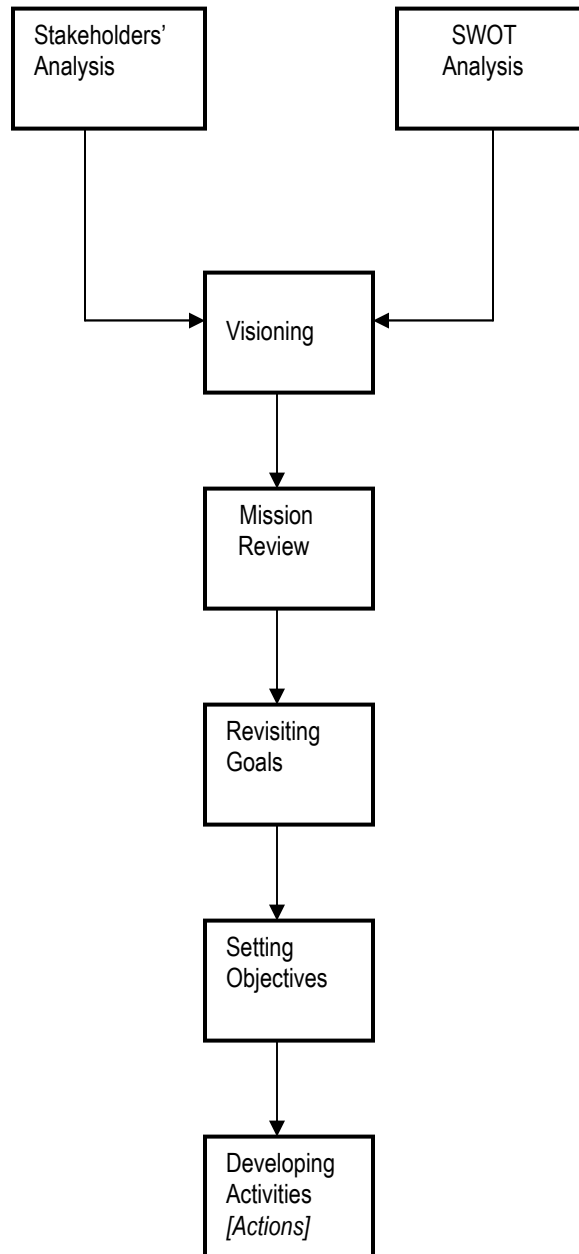 Stakeholders’
Analysis
SWOT
Analysis
Visioning
Mission
Review
Revisiting
Goals
Setting
Objectives
Developing
Activities
[Actions]